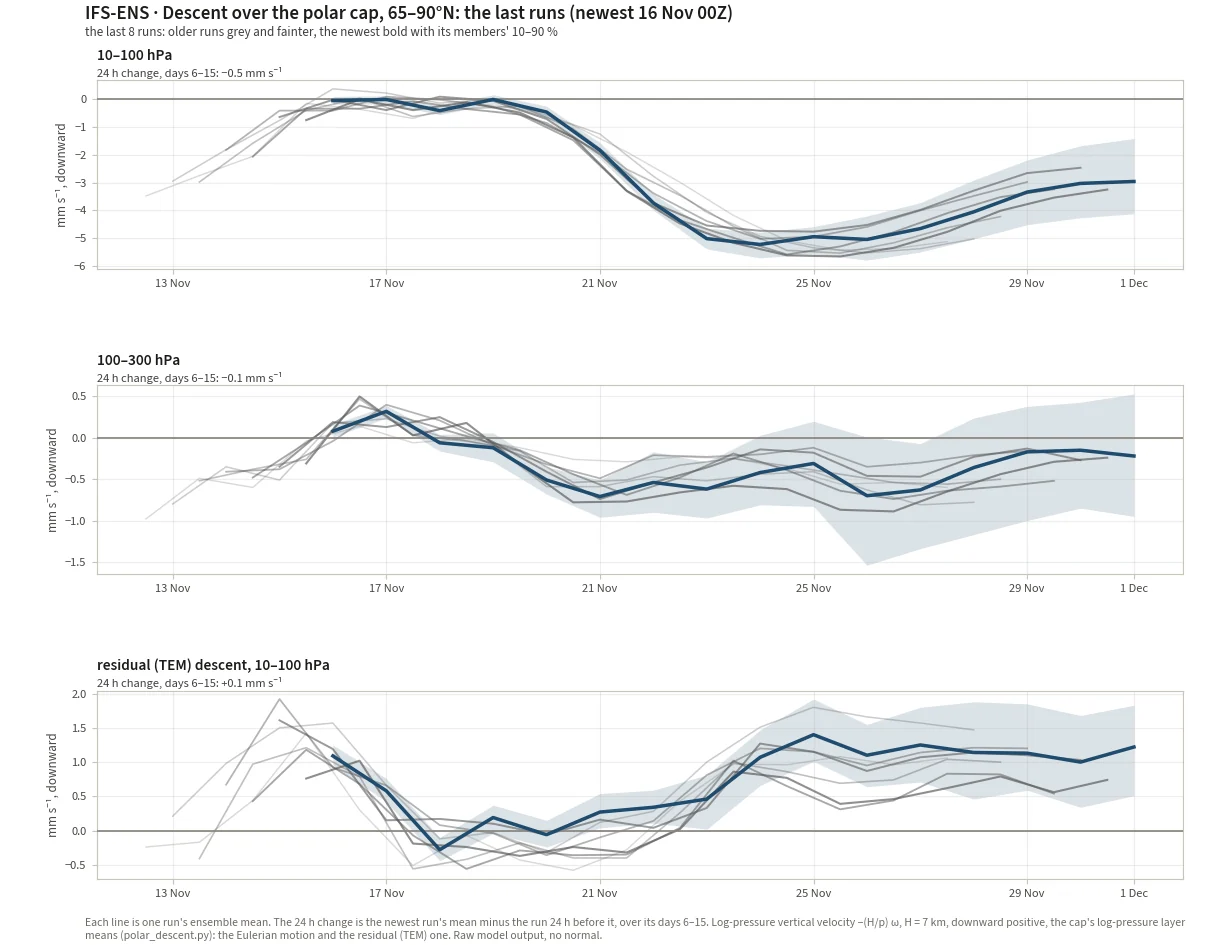 IFS-ENS · Descent over the polar cap, 65–90°N: the last runs (newest 16 Nov 00Z)
the last 8 runs: older runs grey and fainter, the newest bold with its members' 10–90 %
10–100 hPa
24 h change, days 6–15: −0.5 mm s⁻¹
0
−1
−2
−3
−4
−5
−6
mm s⁻¹, downward
13 Nov
17 Nov
21 Nov
25 Nov
29 Nov
1 Dec
100–300 hPa
24 h change, days 6–15: −0.1 mm s⁻¹
0.5
0.0
−0.5
−1.0
−1.5
mm s⁻¹, downward
13 Nov
17 Nov
21 Nov
25 Nov
29 Nov
1 Dec
residual (TEM) descent, 10–100 hPa
24 h change, days 6–15: +0.1 mm s⁻¹
2.0
1.5
1.0
0.5
0.0
−0.5
mm s⁻¹, downward
13 Nov
17 Nov
21 Nov
25 Nov
29 Nov
1 Dec
Each line is one run's ensemble mean. The 24 h change is the newest run's mean minus the run 24 h before it, over its days 6–15. Log-pressure vertical velocity −(H/p) ω, H = 7 km, downward positive, the cap's log-pressure layer
means (polar_descent.py): the Eulerian motion and the residual (TEM) one. Raw model output, no normal.